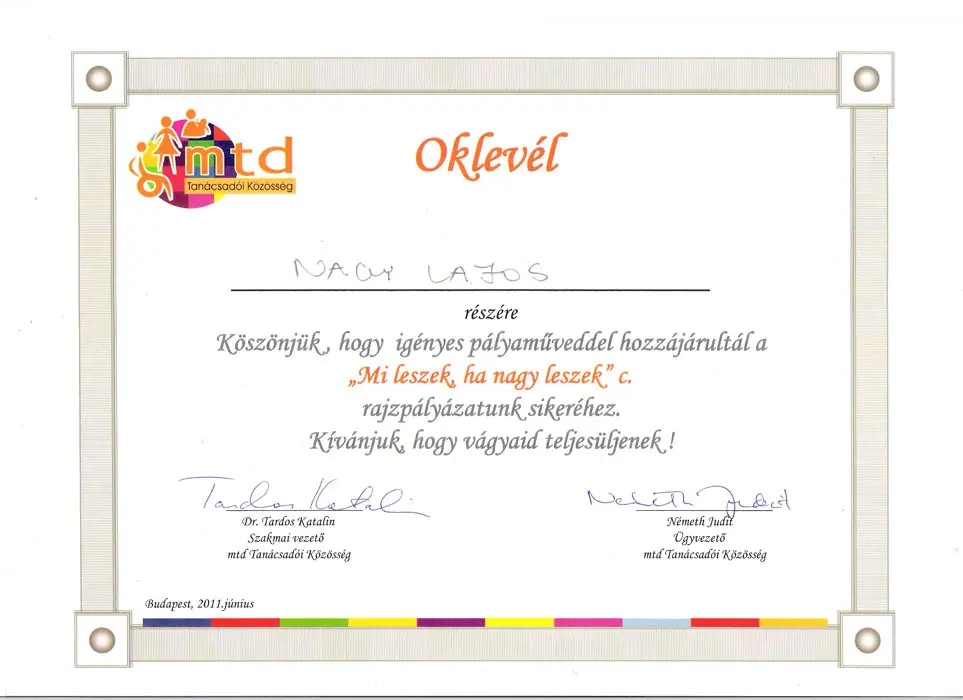 mtd
Tanácsadói Közösség
Oklevél
NAGY LAJOS
részére
Köszönjük, hogy igényes pályaműveddel hozzájárultál a
„Mi leszek, ha nagy leszek” c.
rajzpályázatunk sikeréhez.
Kívánjuk, hogy vágyaid teljesüljenek !
Tardos Katalin
Németh Judit
Dr. Tardos Katalin
Németh Judit
Szakmai vezető
Ügyvezető
mtd Tanácsadói Közösség
mtd Tanácsadói Közösség
Budapest, 2011.június